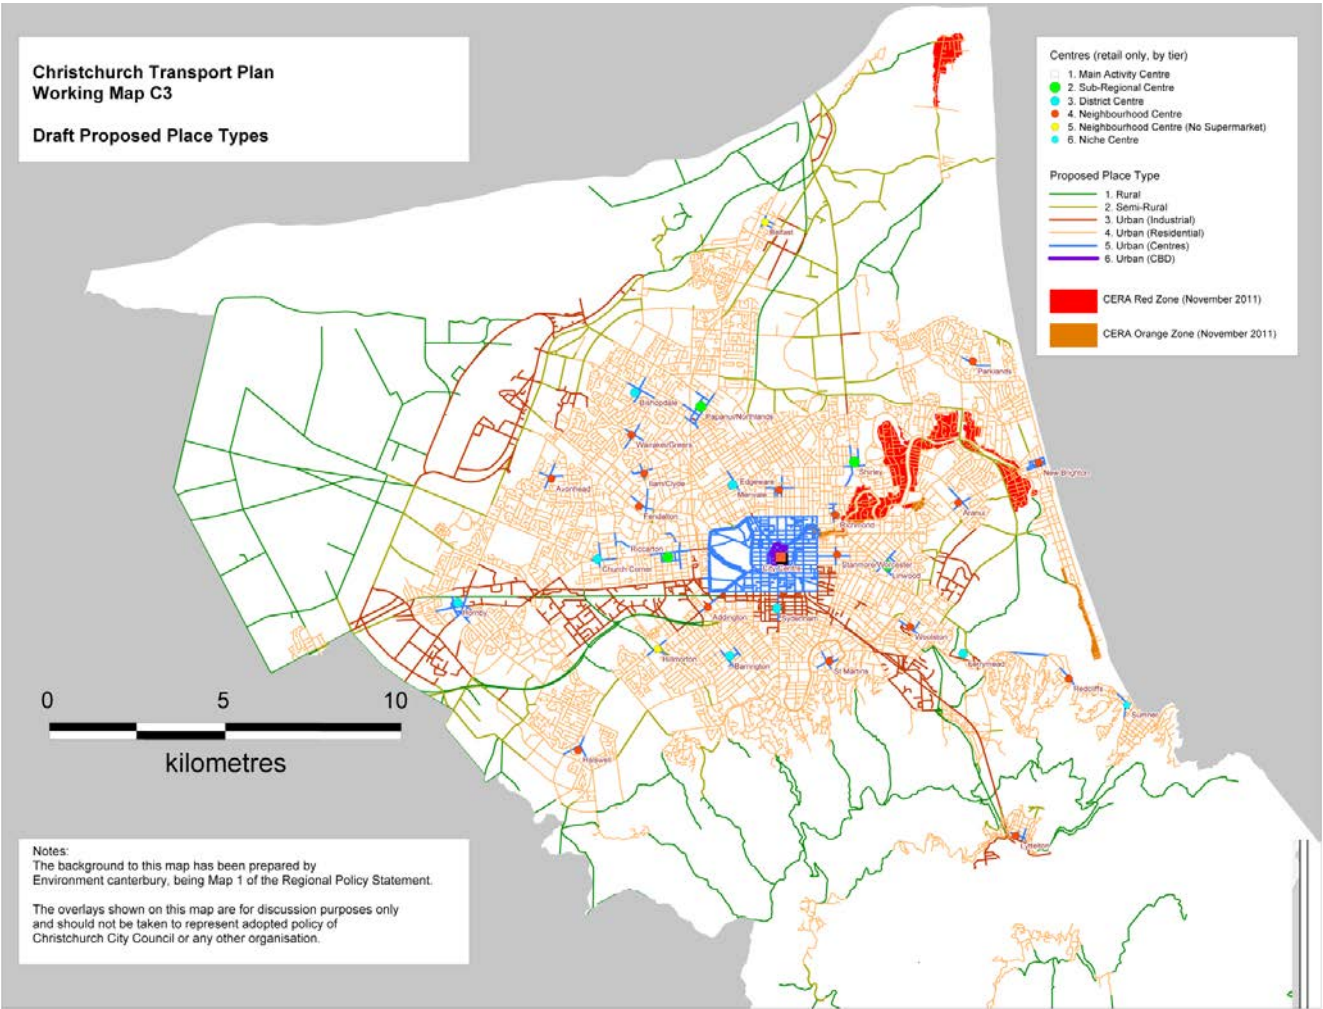 Christchurch Transport Plan
Working Map C3
Draft Proposed Place Types
Centres (retail only, by tier)
1. Main Activity Centre
2. Sub-Regional Centre
3. District Centre
4. Neighbourhood Centre
5. Neighbourhood Centre (No Supermarket)
6. Niche Centre
Proposed Place Type
1. Rural
2. Semi-Rural
3. Urban (Industrial)
4. Urban (Residential)
5. Urban (Centres)
6. Urban (CBD)
CERA Red Zone (November 2011)
CERA Orange Zone (November 2011)
Belfast
Parklands
Bishopdale
Papanui/Northlands
Wairakei/Greers
Shirley
New Brighton
Avonhead
Ilam/Clyde
Edgeware
Merivale
Aranui
Fendalton
Richmond
Riccarton
Church Corner
Stanmore/Worcester
Linwood
Hornby
Addington
Sydenham
Woolston
Hillmorton
Barrington
St Martins
Ferrymead
Redcliffs
Sumner
Halswell
Lyttelton
0 5 10
kilometres
Notes:
The background to this map has been prepared by
Environment canterbury, being Map 1 of the Regional Policy Statement.
The overlays shown on this map are for discussion purposes only
and should not be taken to represent adopted policy of
Christchurch City Council or any other organisation.